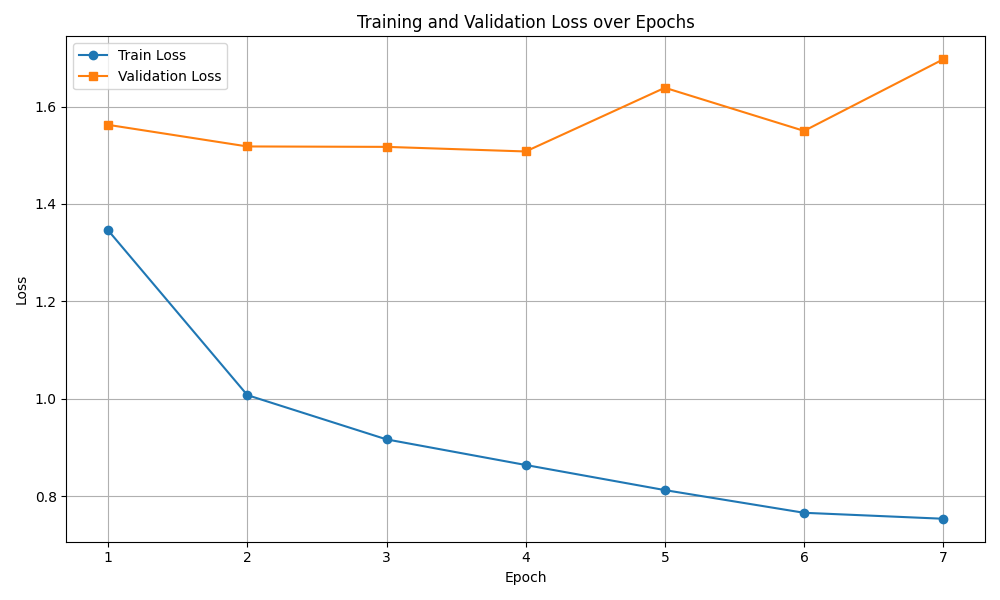 Training and Validation Loss over Epochs
Train Loss
Validation Loss
Loss
1.6
1.4
1.2
1.0
0.8
1 2 3 4 5 6 7
Epoch